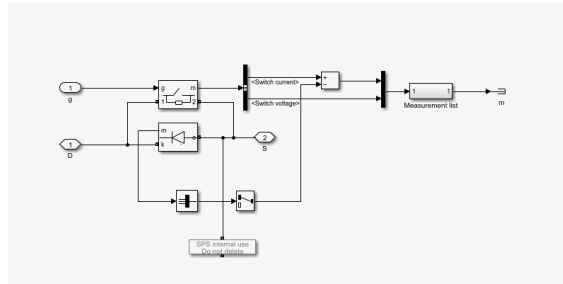 <Switch current>
1
g
g
m
1
2
+
−
<Switch voltage>
1
1
Measurement list
m
1
D
m
k
a
2
S
0
SPS internal use
Do not delete